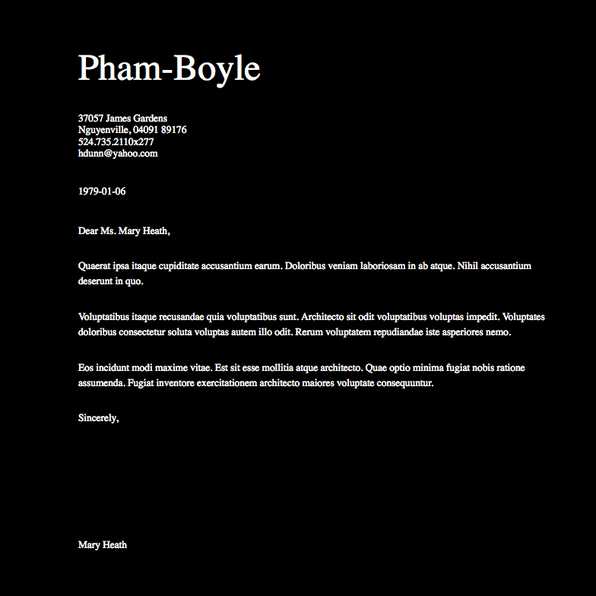 Pham-Boyle
37057 James Gardens
Nguyenville, 04091 89176
524.735.2110x277
hdunn@yahoo.com
1979-01-06
Dear Ms. Mary Heath,
Quaerat ipsa itaque cupiditate accusantium earum. Doloribus veniam laboriosam in ab atque. Nihil accusantium
deserunt in quo.
Voluptatibus itaque recusandae quia voluptatibus sunt. Architecto sit odit voluptatibus voluptas impedit. Voluptates
doloribus consectetur soluta voluptas autem illo odit. Rerum voluptatem repudiandae iste asperiores nemo.
Eos incidunt modi maxime vitae. Est sit esse mollitia atque architecto. Quae optio minima fugiat nobis ratione
assumenda. Fugiat inventore exercitationem architecto maiores voluptate consequuntur.
Sincerely,
Mary Heath